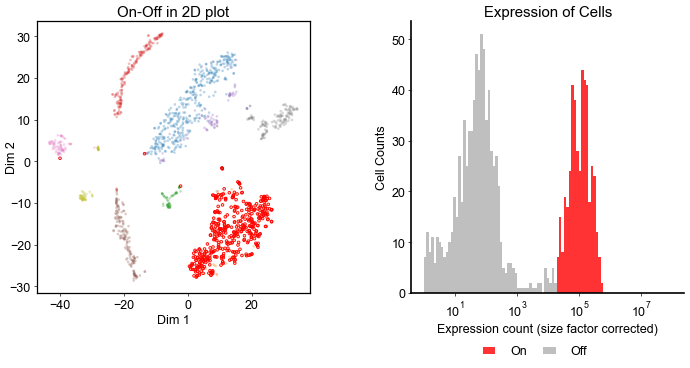 On-Off in 2D plot
Dim 2
30
20
10
0
−10
−20
−30
−40
−20
0
20
Dim 1
Expression of Cells
Cell Counts
50
40
30
20
10
0
10^1
10^3
10^5
10^7
Expression count (size factor corrected)
On
Off